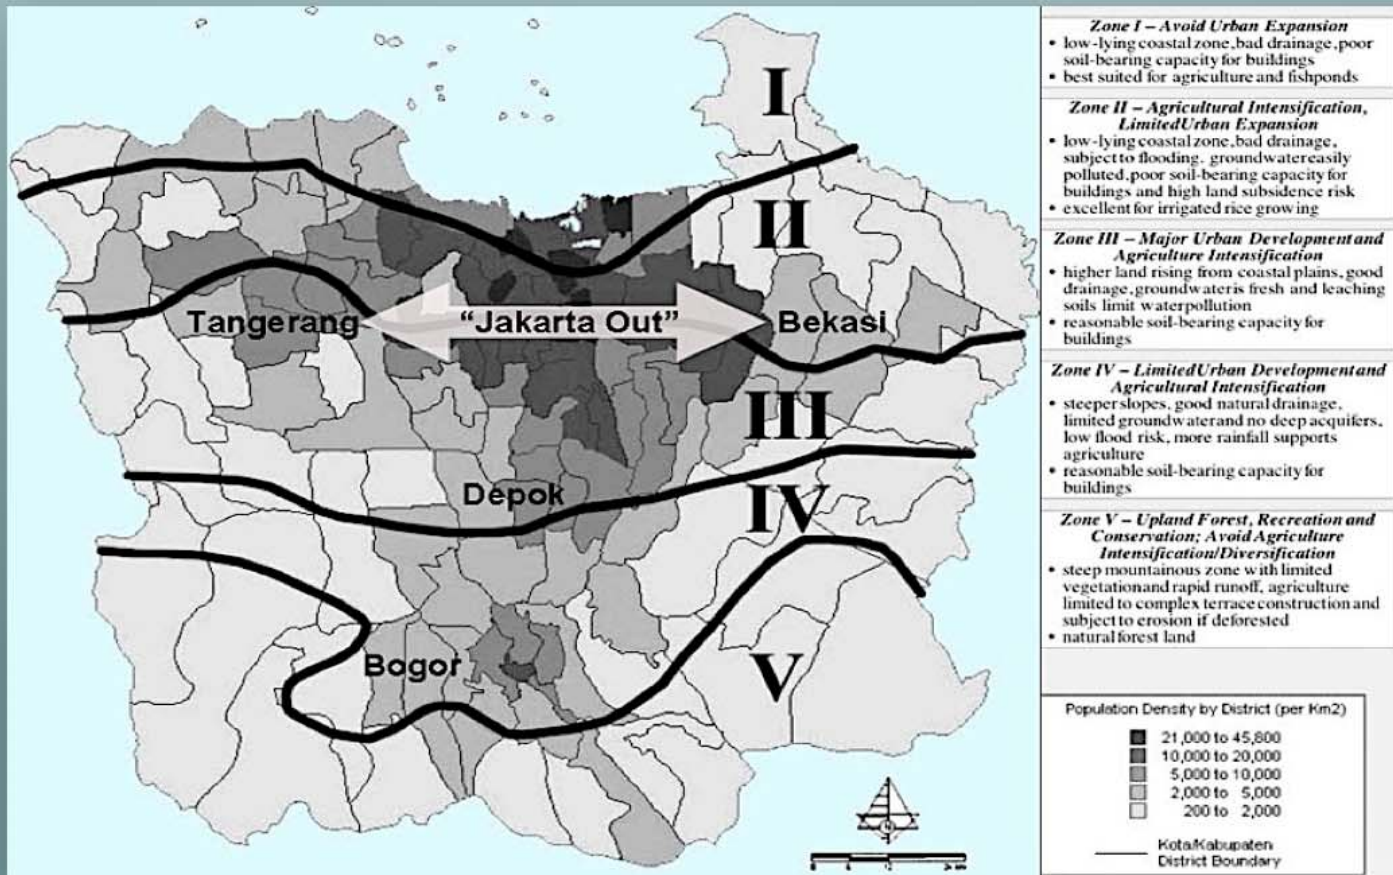 I
II
Tangerang
"Jakarta Out"
Bekasi
III
Depok
IV
Bogor
V
Zone I – Avoid Urban Expansion
• low-lying coastal zone, bad drainage, poor
soil-bearing capacity for buildings
• best suited for agriculture and fishponds
Zone II – Agricultural Intensification,
Limited Urban Expansion
• low-lying coastal zone, bad drainage,
subject to flooding. groundwater easily
polluted, poor soil-bearing capacity for
buildings and high land subsidence risk
• excellent for irrigated rice growing
Zone III – Major Urban Development and
Agriculture Intensification
• higher land rising from coastal plains, good
drainage, groundwater is fresh and leaching
soils limit water pollution
• reasonable soil-bearing capacity for
buildings
Zone IV – Limited Urban Development and
Agricultural Intensification
• steeper slopes, good natural drainage,
limited groundwater and no deep acquifers,
low flood risk, more rainfall supports
agriculture
• reasonable soil-bearing capacity for
buildings
Zone V – Upland Forest, Recreation and
Conservation; Avoid Agriculture
Intensification/Diversification
• steep mountainous zone with limited
vegetation and rapid runoff, agriculture
limited to complex terrace construction and
subject to erosion if deforested
• natural forest land
Population Density by District (per Km2)
21,000 to 45,800
10,000 to 20,000
5,000 to 10,000
2,000 to 5,000
200 to 2,000
Kota/Kabupaten
District Boundary